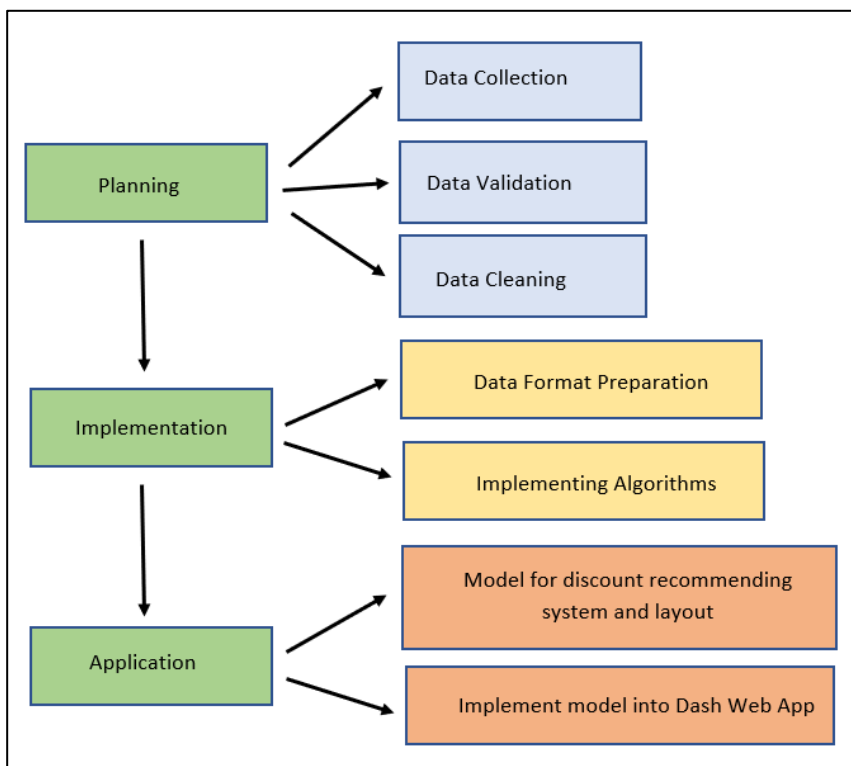 Planning
Data Collection
Data Validation
Data Cleaning
Implementation
Data Format Preparation
Implementing Algorithms
Application
Model for discount recommending
system and layout
Implement model into Dash Web App